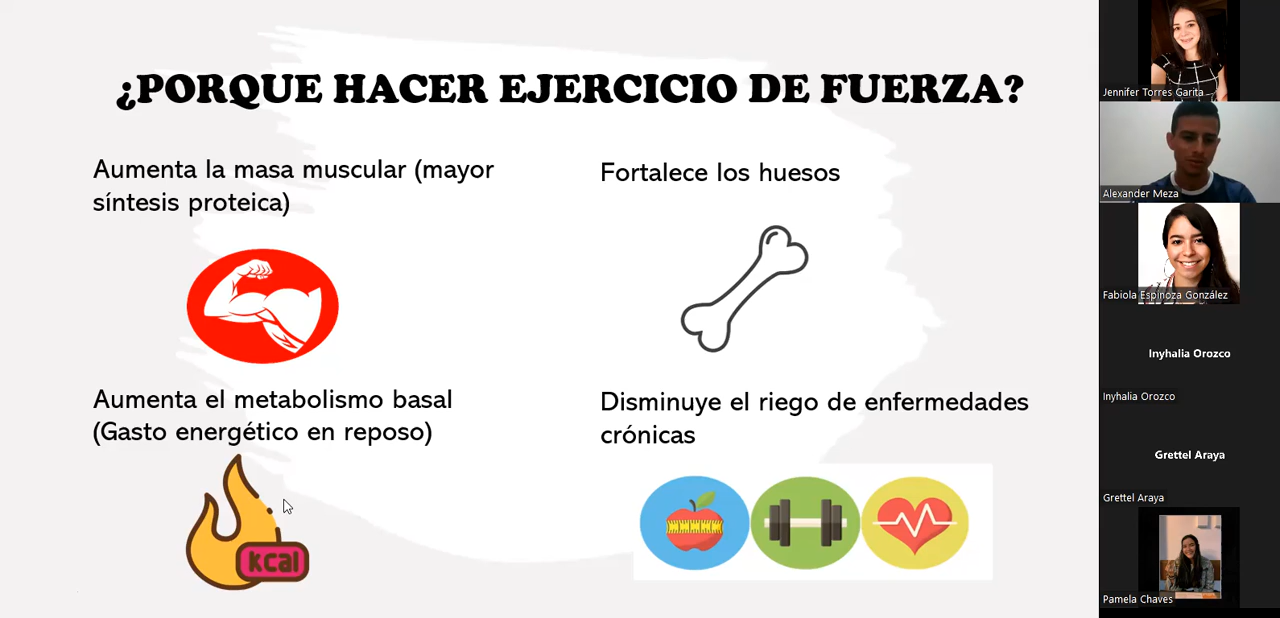 ¿PORQUE HACER EJERCICIO DE FUERZA?
Aumenta la masa muscular (mayor
síntesis proteica)
Fortalece los huesos
Aumenta el metabolismo basal
(Gasto energético en reposo)
kcal
Disminuye el riego de enfermedades
crónicas
Jennifer Torres Garita
Alexander Meza
Fabiola Espinoza González
Inyhalia Orozco
Inyhalia Orozco
Grettel Araya
Grettel Araya
Pamela Chaves